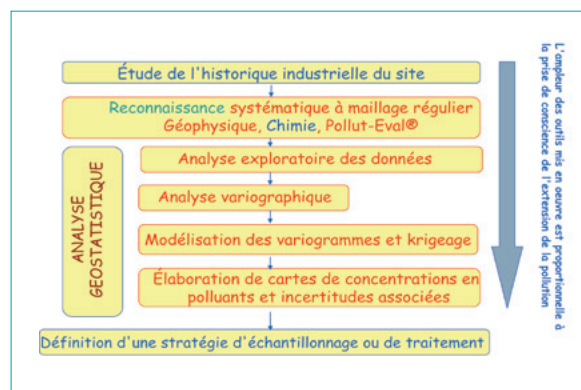 Étude de l'historique industrielle du site
Reconnaissance systématique à maillage régulier
Géophysique, Chimie, Pollut-Eval®
ANALYSE
GEOSTATISTIQUE
Analyse exploratoire des données
Analyse variographique
Modélisation des variogrammes et krigeage
Élaboration de cartes de concentrations en
polluants et incertitudes associées
Définition d'une stratégie d'échantillonnage ou de traitement
L'ampleur des outils mis en oeuvre est proportionnelle à
la prise de conscience de l'extension de la pollution